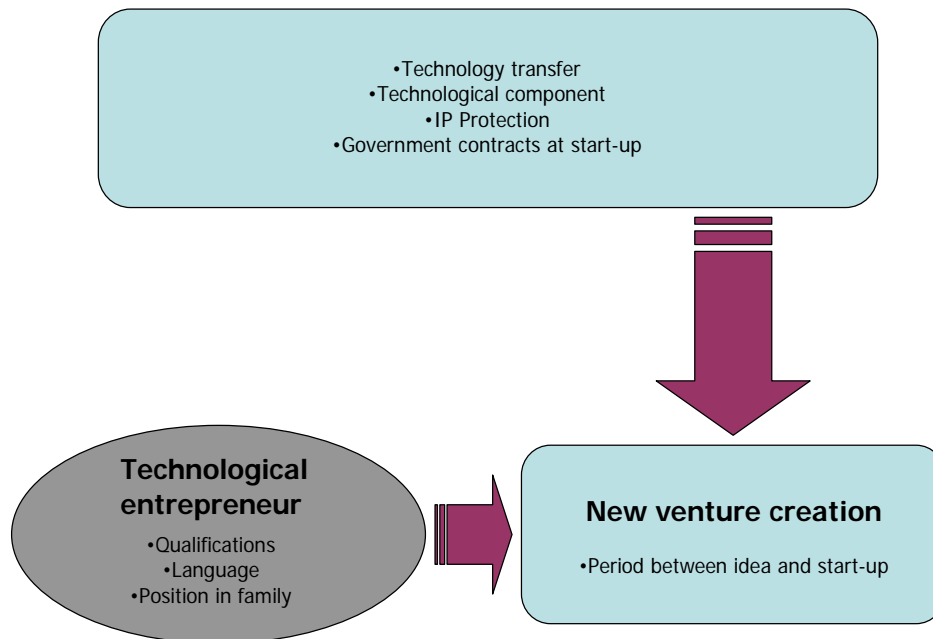 •Technology transfer
•Technological component
•IP Protection
•Government contracts at start-up
Technological
entrepreneur
•Qualifications
•Language
•Position in family
New venture creation
•Period between idea and start-up